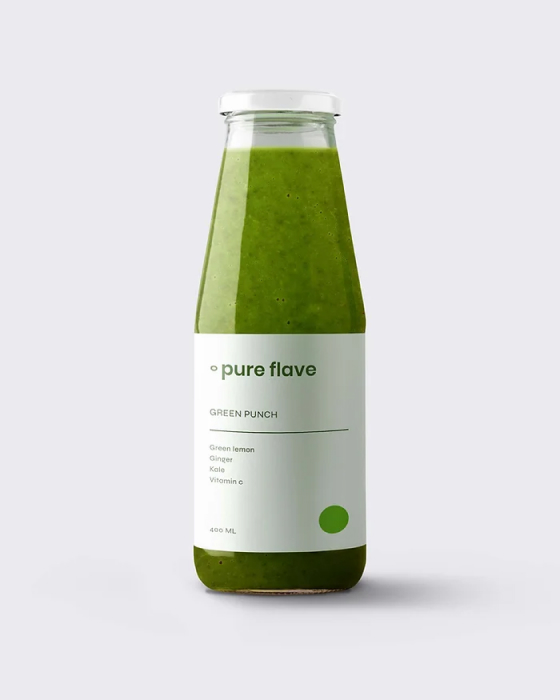 pure flave
GREEN PUNCH
Green lemon
Ginger
Kale
Vitamin c
400 ML